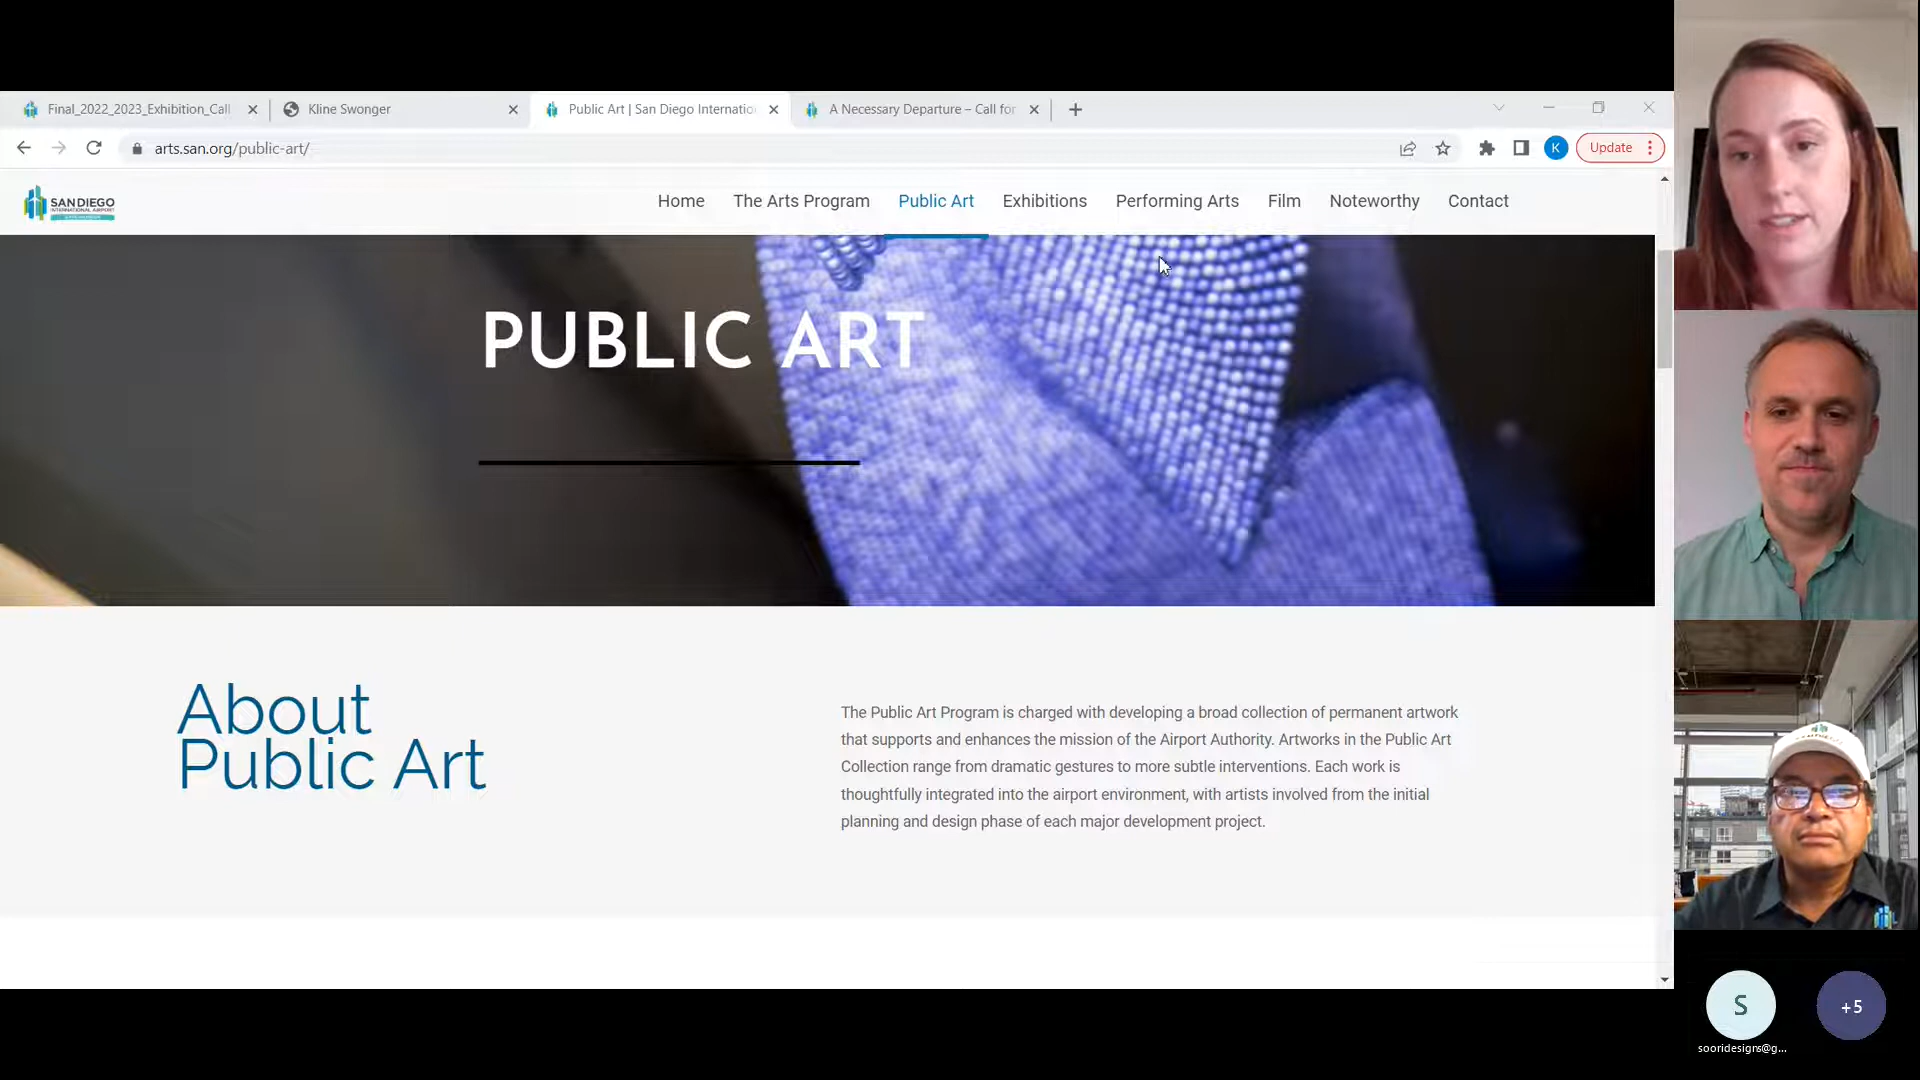 Final_2022_2023_Exhibition_Call
Kline Swonger
Public Art | San Diego Internatio
A Necessary Departure – Call for
arts.san.org/public-art/
K
Update
SAN DIEGO
INTERNATIONAL AIRPORT
Home
The Arts Program
Public Art
Exhibitions
Performing Arts
Film
Noteworthy
Contact
PUBLIC ART
About
Public Art
The Public Art Program is charged with developing a broad collection of permanent artwork
that supports and enhances the mission of the Airport Authority. Artworks in the Public Art
Collection range from dramatic gestures to more subtle interventions. Each work is
thoughtfully integrated into the airport environment, with artists involved from the initial
planning and design phase of each major development project.
S
sooridesigns@g...
+5